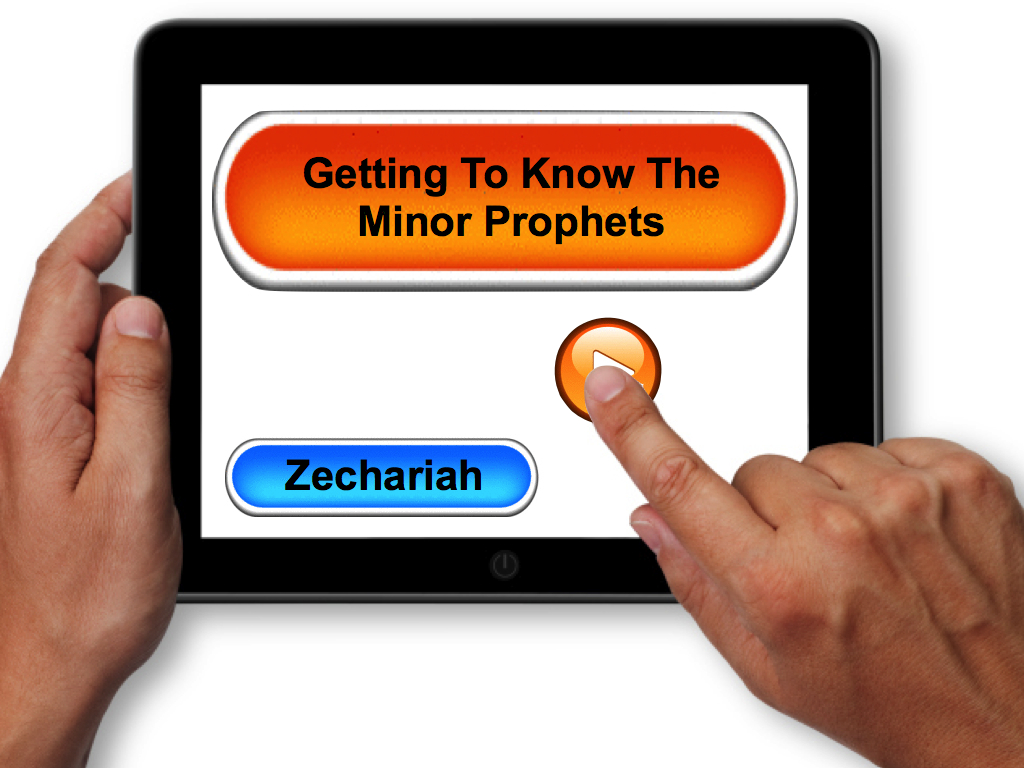 Getting To Know The
Minor Prophets
Zechariah